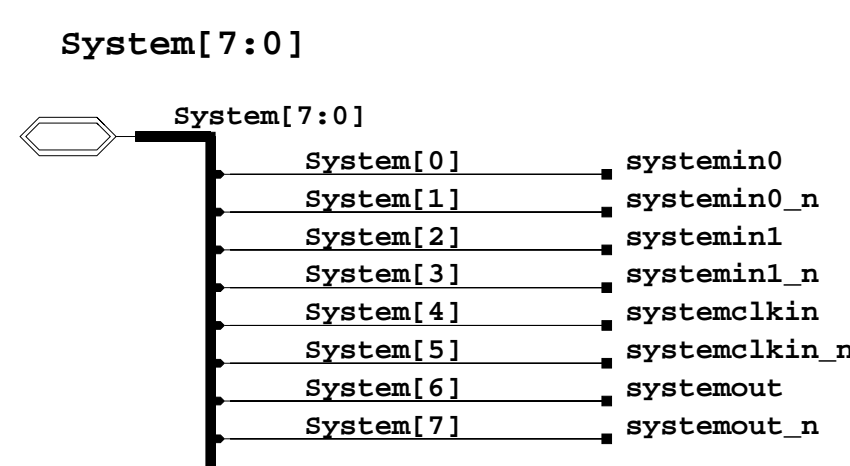 System[7:0]
System[7:0]
System[0] systemin0
System[1] systemin0_n
System[2] systemin1
System[3] systemin1_n
System[4] systemclkin
System[5] systemclkin_n
System[6] systemout
System[7] systemout_n